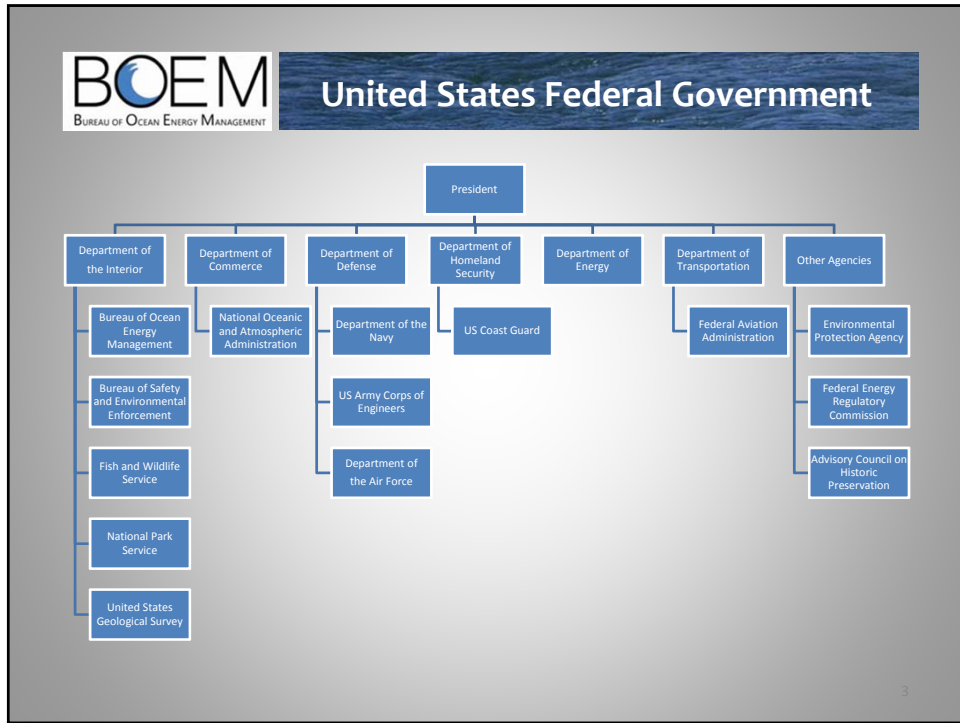 BOEM
BUREAU OF OCEAN ENERGY MANAGEMENT
United States Federal Government
President
Department of
the Interior
Department of
Commerce
Department of
Defense
Department of
Homeland
Security
Department of
Energy
Department of
Transportation
Other Agencies
Bureau of Ocean
Energy
Management
National Oceanic
and Atmospheric
Administration
Department of the
Navy
US Coast Guard
Federal Aviation
Administration
Environmental
Protection Agency
Bureau of Safety
and Environmental
Enforcement
US Army Corps of
Engineers
Federal Energy
Regulatory
Commission
Fish and Wildlife
Service
Department of
the Air Force
Advisory Council on
Historic
Preservation
National Park
Service
United States
Geological Survey
3